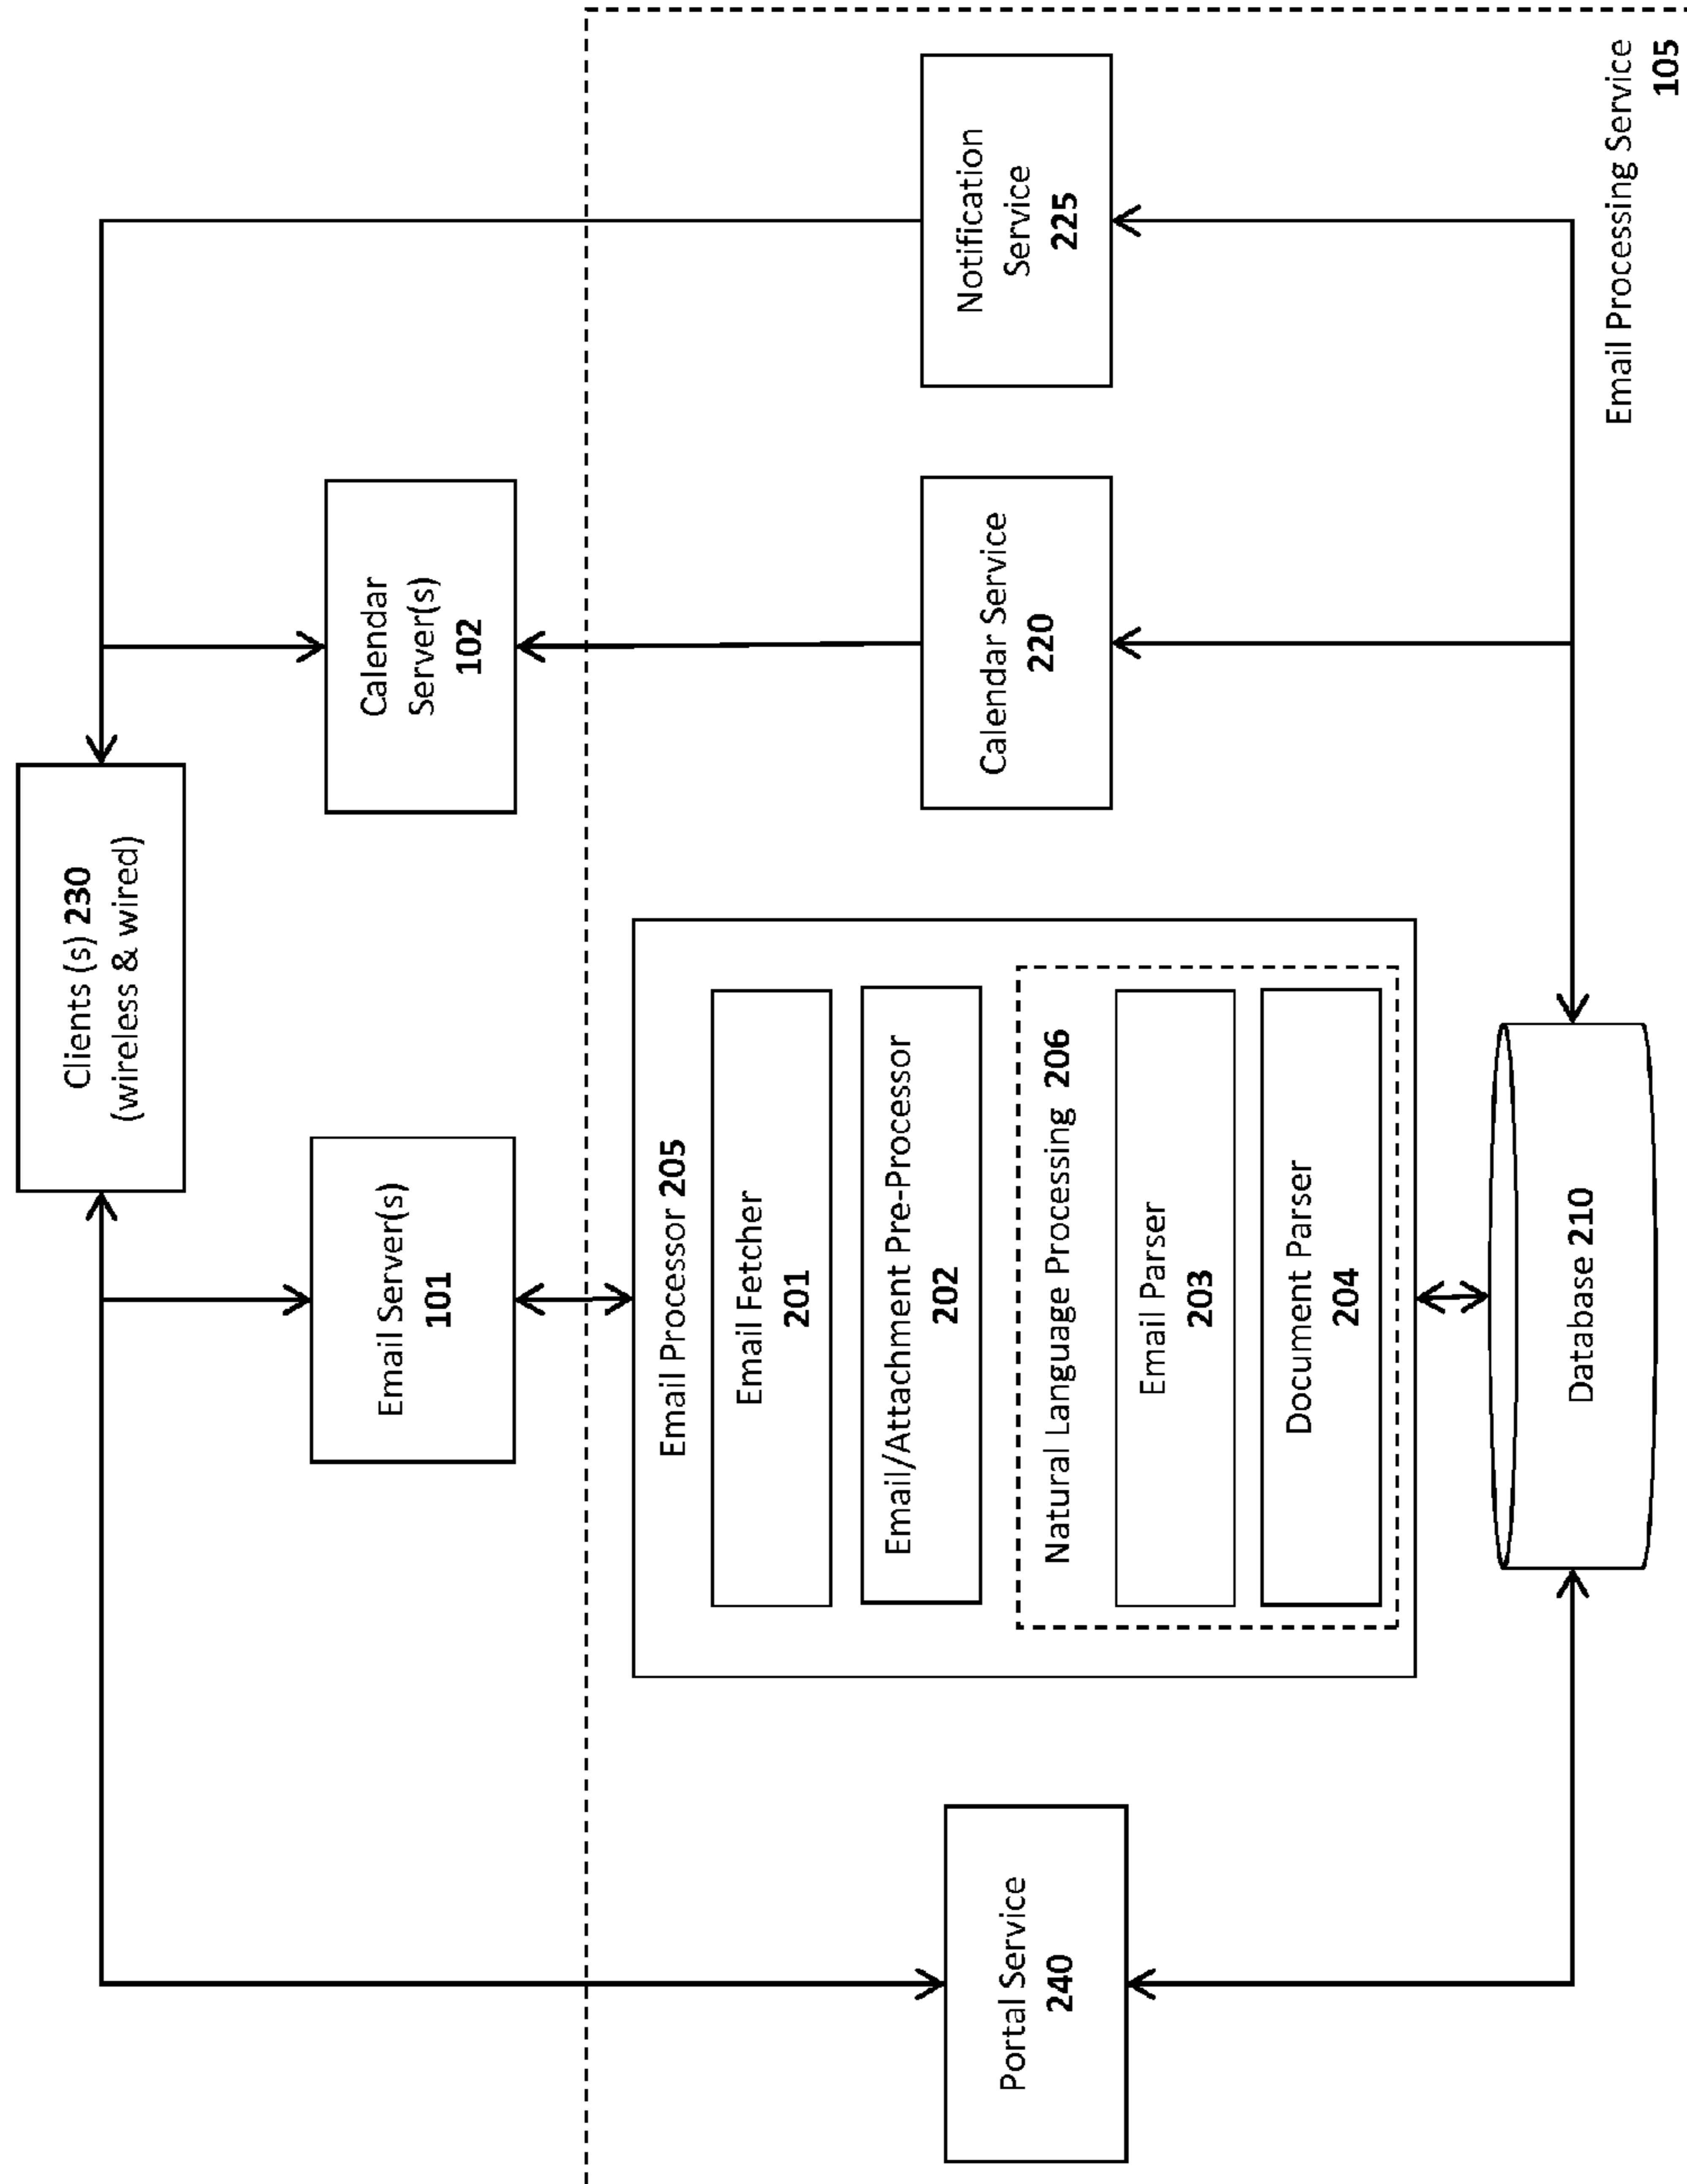 Clients (s) 230
(wireless & wired)
Email Server(s)
101
Calendar
Server(s)
102
Email Processor 205
Email Fetcher
201
Email/Attachment Pre-Processor
202
Natural Language Processing 206
Email Parser
203
Document Parser
204
Portal Service
240
Calendar Service
220
Notification
Service
225
Database 210
Email Processing Service
105